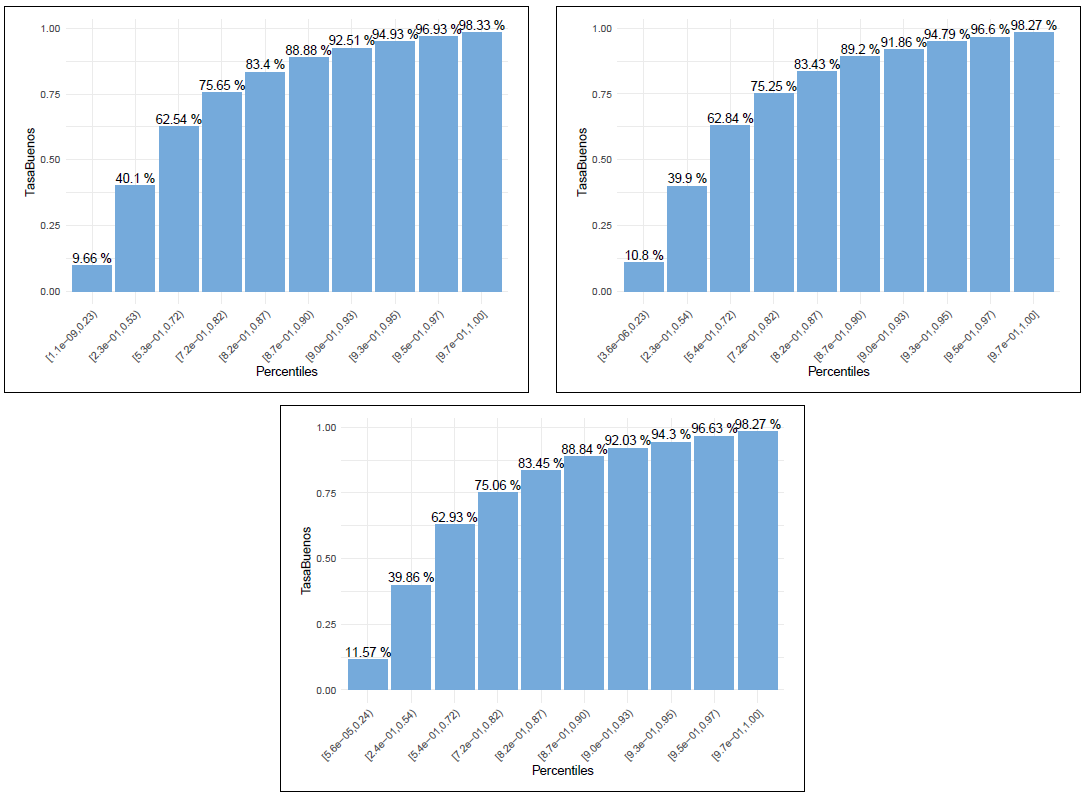 98.33 %
96.93 %
94.93 %
92.51 %
88.88 %
83.4 %
75.65 %
62.54 %
40.1 %
9.66 %
1.00
0.75
0.50
0.25
0.00
TasaBuenos
[1.1e−09,0.23)
[2.3e−01,0.53)
[5.3e−01,0.72)
[7.2e−01,0.82)
[8.2e−01,0.87)
[8.7e−01,0.90)
[9.0e−01,0.93)
[9.3e−01,0.95)
[9.5e−01,0.97)
[9.7e−01,1.00]
Percentiles
98.27 %
96.6 %
94.79 %
91.86 %
89.2 %
83.43 %
75.25 %
62.84 %
39.9 %
10.8 %
1.00
0.75
0.50
0.25
0.00
TasaBuenos
[3.6e−06,0.23)
[2.3e−01,0.54)
[5.4e−01,0.72)
[7.2e−01,0.82)
[8.2e−01,0.87)
[8.7e−01,0.90)
[9.0e−01,0.93)
[9.3e−01,0.95)
[9.5e−01,0.97)
[9.7e−01,1.00]
Percentiles
98.27 %
96.63 %
94.3 %
92.03 %
88.84 %
83.45 %
75.06 %
62.93 %
39.86 %
11.57 %
1.00
0.75
0.50
0.25
0.00
TasaBuenos
[5.6e−05,0.24)
[2.4e−01,0.54)
[5.4e−01,0.72)
[7.2e−01,0.82)
[8.2e−01,0.87)
[8.7e−01,0.90)
[9.0e−01,0.93)
[9.3e−01,0.95)
[9.5e−01,0.97)
[9.7e−01,1.00]
Percentiles